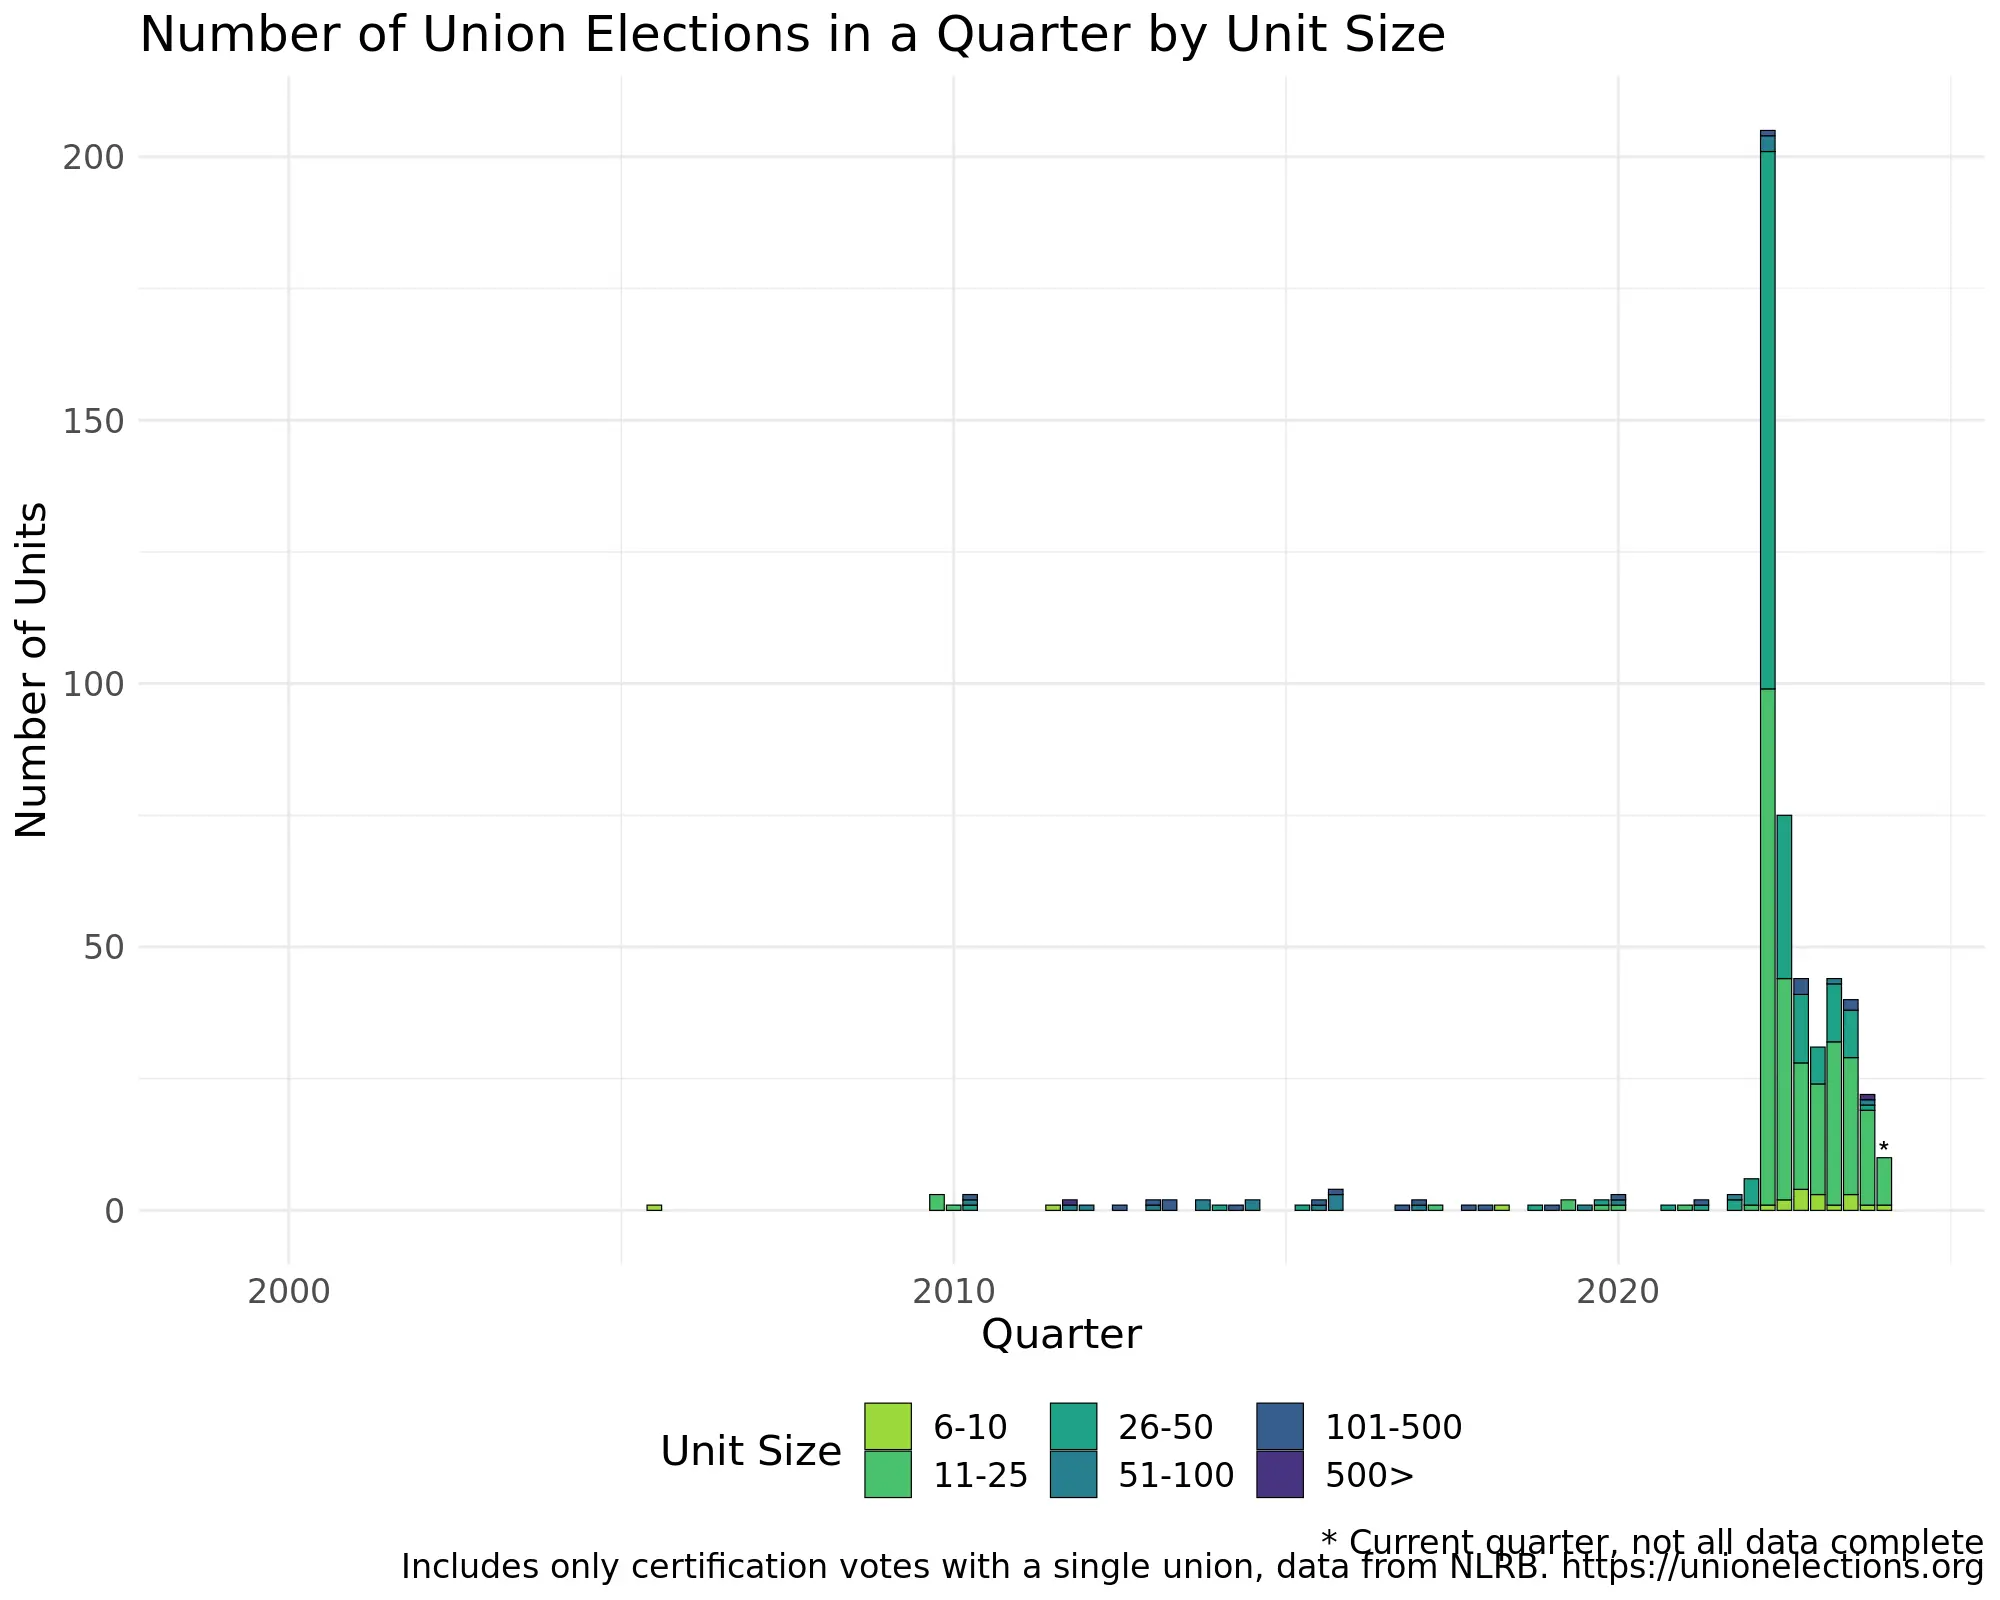 Number of Union Elections in a Quarter by Unit Size
Number of Units
200
150
100
50
0
*
2000 2010 2020
Quarter
Unit Size
6-10 26-50 101-500
11-25 51-100 500>
* Current quarter, not all data complete
Includes only certification votes with a single union, data from NLRB. https://unionelections.org